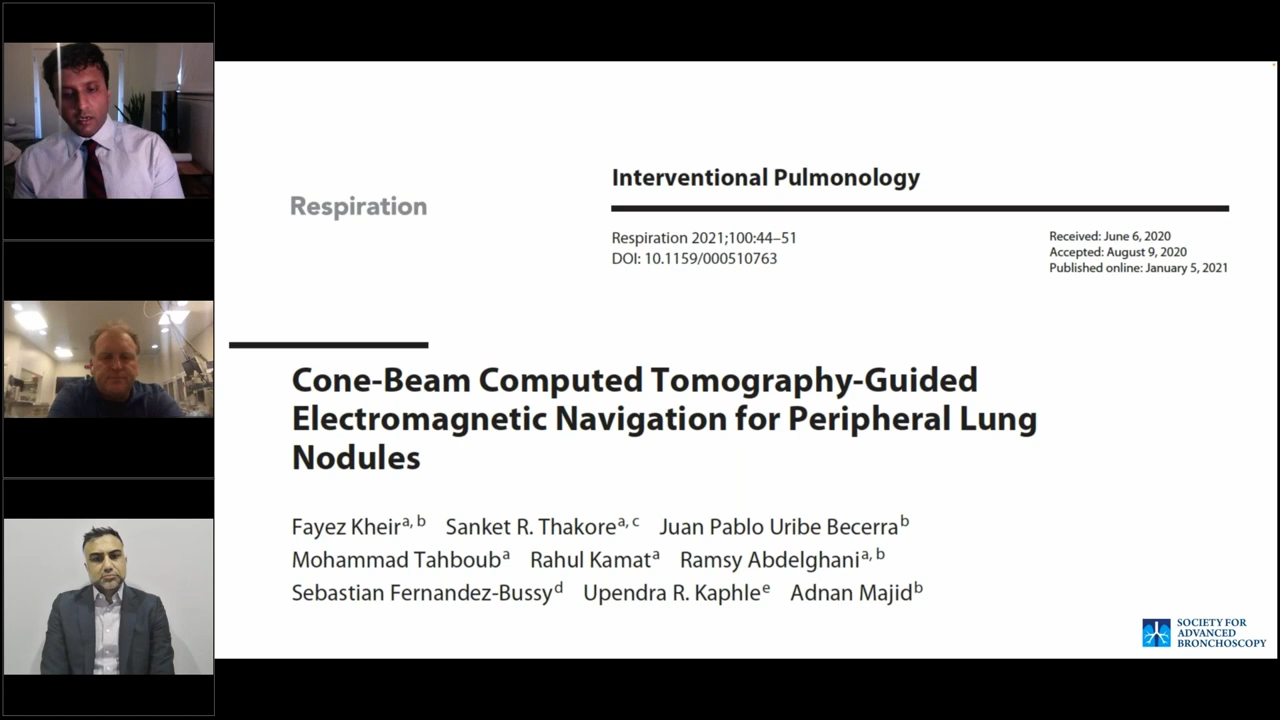 Respiration
Interventional Pulmonology
Respiration 2021;100:44–51
DOI: 10.1159/000510763
Received: June 6, 2020
Accepted: August 9, 2020
Published online: January 5, 2021
Cone-Beam Computed Tomography-Guided
Electromagnetic Navigation for Peripheral Lung
Nodules
Fayez Kheir a, b Sanket R. Thakore a, c Juan Pablo Uribe Becerra b
Mohammad Tahboub a Rahul Kamat a Ramsy Abdelghani a, b
Sebastian Fernandez-Bussy d Upendra R. Kaphle e Adnan Majid b
SOCIETY FOR
ADVANCED
BRONCHOSCOPY